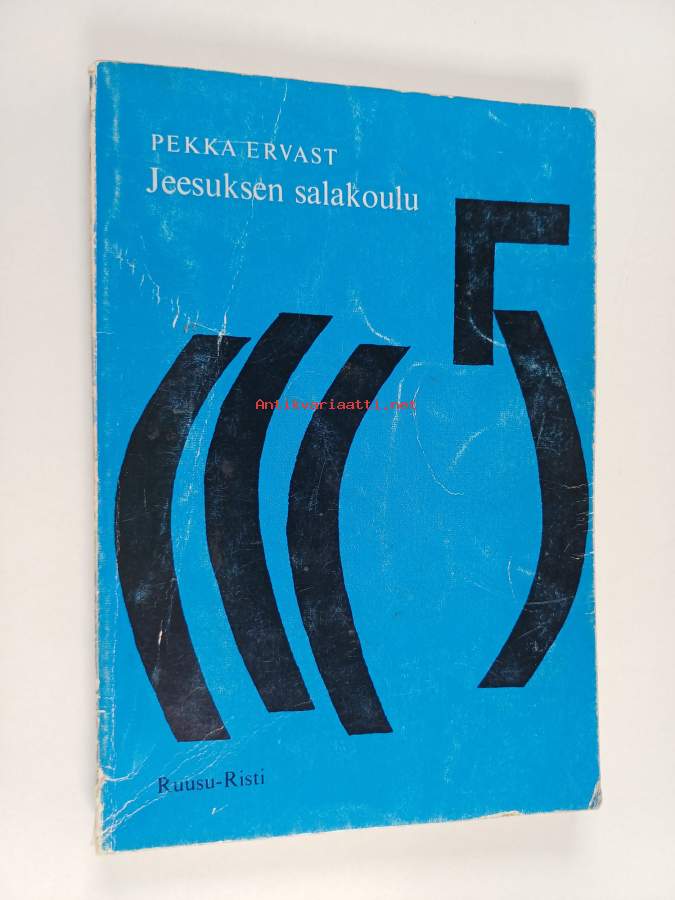 PEKKA ERVAST
Jeesuksen salakoulu
Antikvariaatti.net
Ruusu-Risti